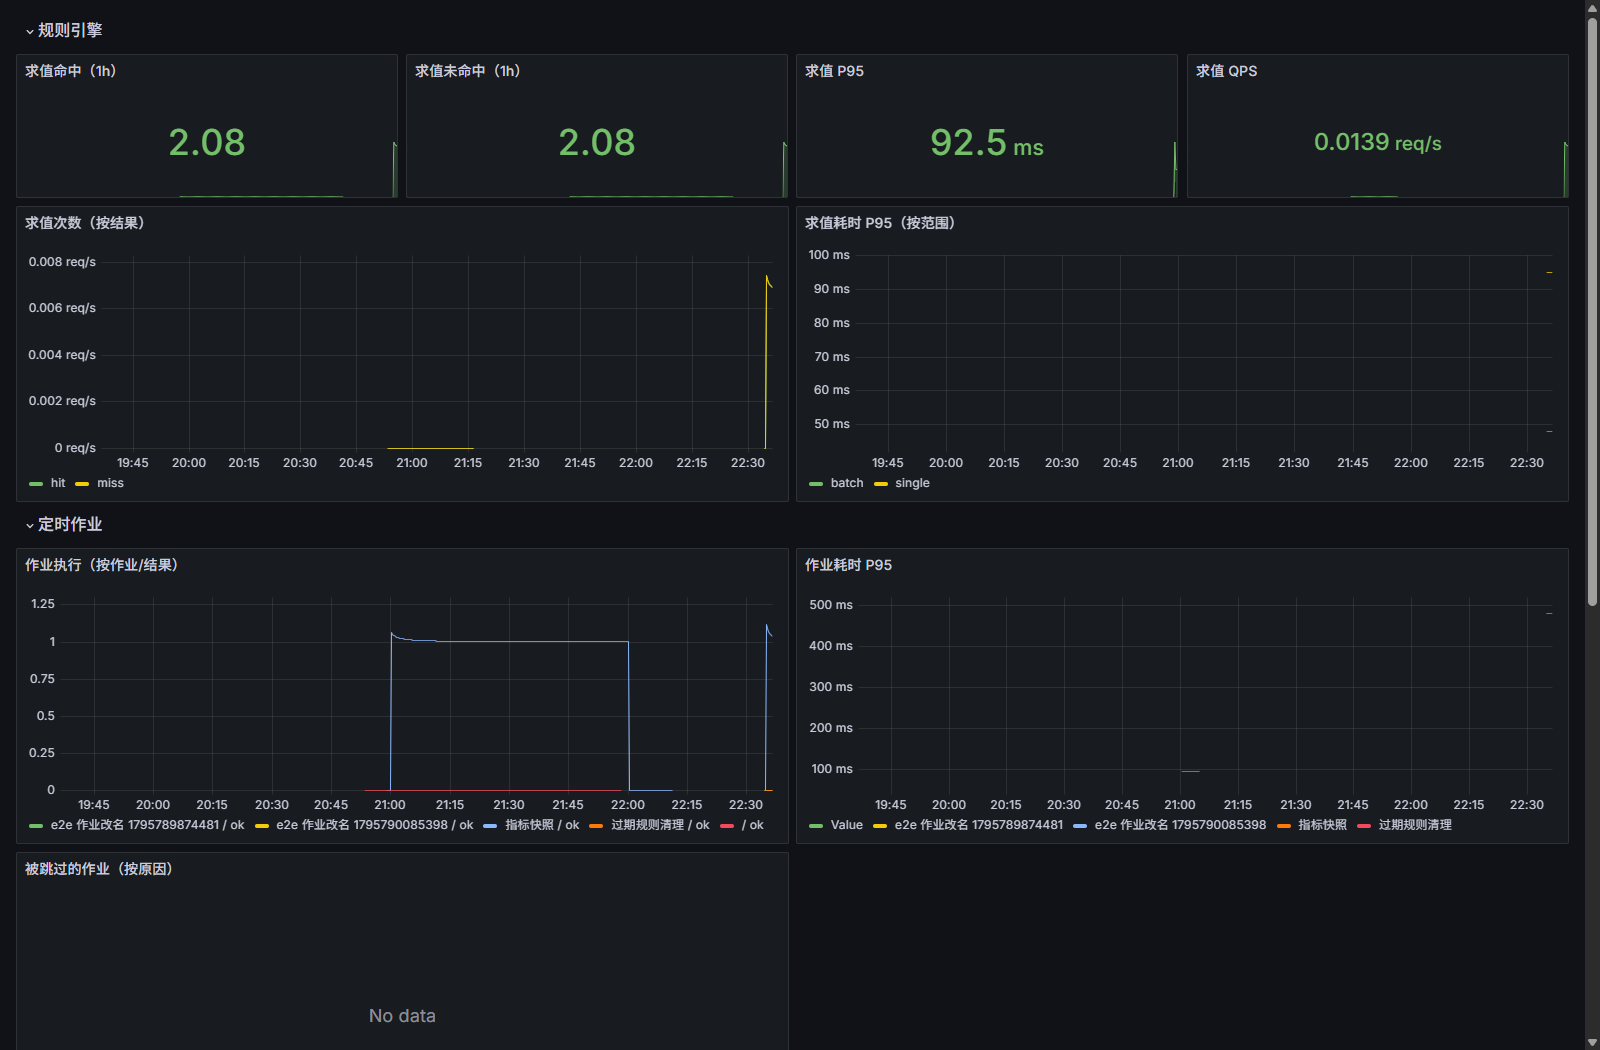 规则引擎
求值命中（1h）
2.08
求值未命中（1h）
2.08
求值 P95
92.5 ms
求值 QPS
0.0139 req/s
求值次数（按结果）
0.008 req/s
0.006 req/s
0.004 req/s
0.002 req/s
0 req/s
19:45 20:00 20:15 20:30 20:45 21:00 21:15 21:30 21:45 22:00 22:15 22:30
hit miss
求值耗时 P95（按范围）
100 ms
90 ms
80 ms
70 ms
60 ms
50 ms
19:45 20:00 20:15 20:30 20:45 21:00 21:15 21:30 21:45 22:00 22:15 22:30
batch single
定时作业
作业执行（按作业/结果）
1.25
1
0.75
0.5
0.25
0
19:45 20:00 20:15 20:30 20:45 21:00 21:15 21:30 21:45 22:00 22:15 22:30
e2e 作业改名 1795789874481 / ok e2e 作业改名 1795790085398 / ok 指标快照 / ok 过期规则清理 / ok / ok
作业耗时 P95
500 ms
400 ms
300 ms
200 ms
100 ms
19:45 20:00 20:15 20:30 20:45 21:00 21:15 21:30 21:45 22:00 22:15 22:30
Value e2e 作业改名 1795789874481 e2e 作业改名 1795790085398 指标快照 过期规则清理
被跳过的作业（按原因）
No data